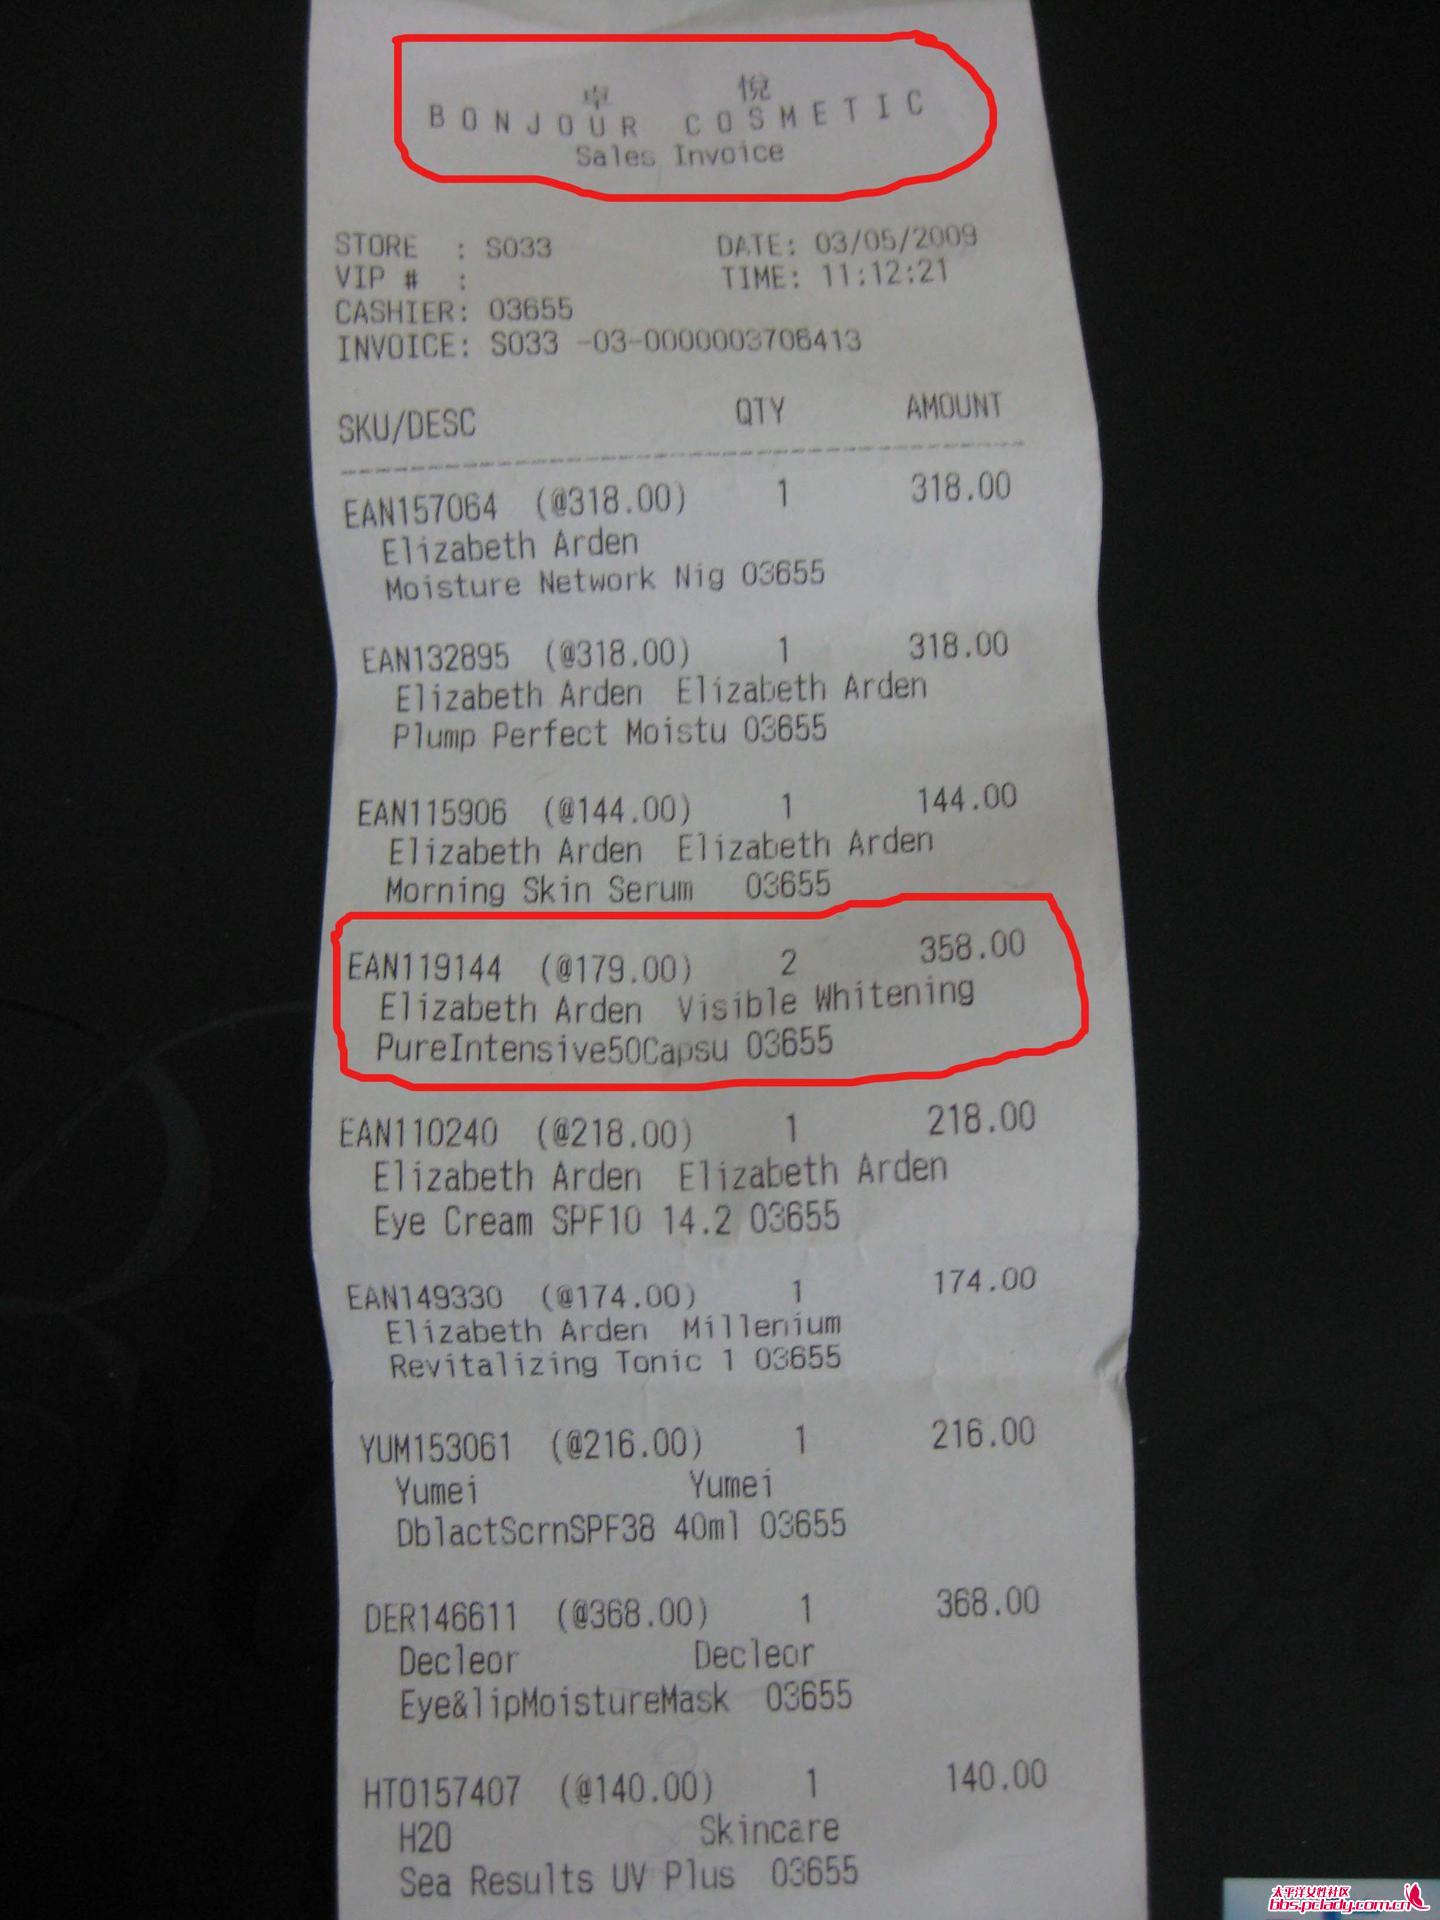 卓 悅
BONJOUR COSMETIC
Sales Invoice
STORE : S033 DATE: 03/05/2009
VIP # : TIME: 11:12:21
CASHIER: 03655
INVOICE: S033 -03-0000003706413
SKU/DESC QTY AMOUNT
EAN157064 (@318.00) 1 318.00
Elizabeth Arden
Moisture Network Nig 03655
EAN132895 (@318.00) 1 318.00
Elizabeth Arden Elizabeth Arden
Plump Perfect Moistu 03655
EAN115906 (@144.00) 1 144.00
Elizabeth Arden Elizabeth Arden
Morning Skin Serum 03655
EAN119144 (@179.00) 2 358.00
Elizabeth Arden Visible Whitening
PureIntensive50Capsu 03655
EAN110240 (@218.00) 1 218.00
Elizabeth Arden Elizabeth Arden
Eye Cream SPF10 14.2 03655
EAN149330 (@174.00) 1 174.00
Elizabeth Arden Millenium
Revitalizing Tonic 1 03655
YUM153061 (@216.00) 1 216.00
Yumei Yumei
DblactScrnSPF38 40ml 03655
DER146611 (@368.00) 1 368.00
Decleor Decleor
Eye&lipMoistureMask 03655
HTO157407 (@140.00) 1 140.00
H2O Skincare
Sea Results UV Plus 03655
太平洋女性社区
bbs.pclady.com.cn